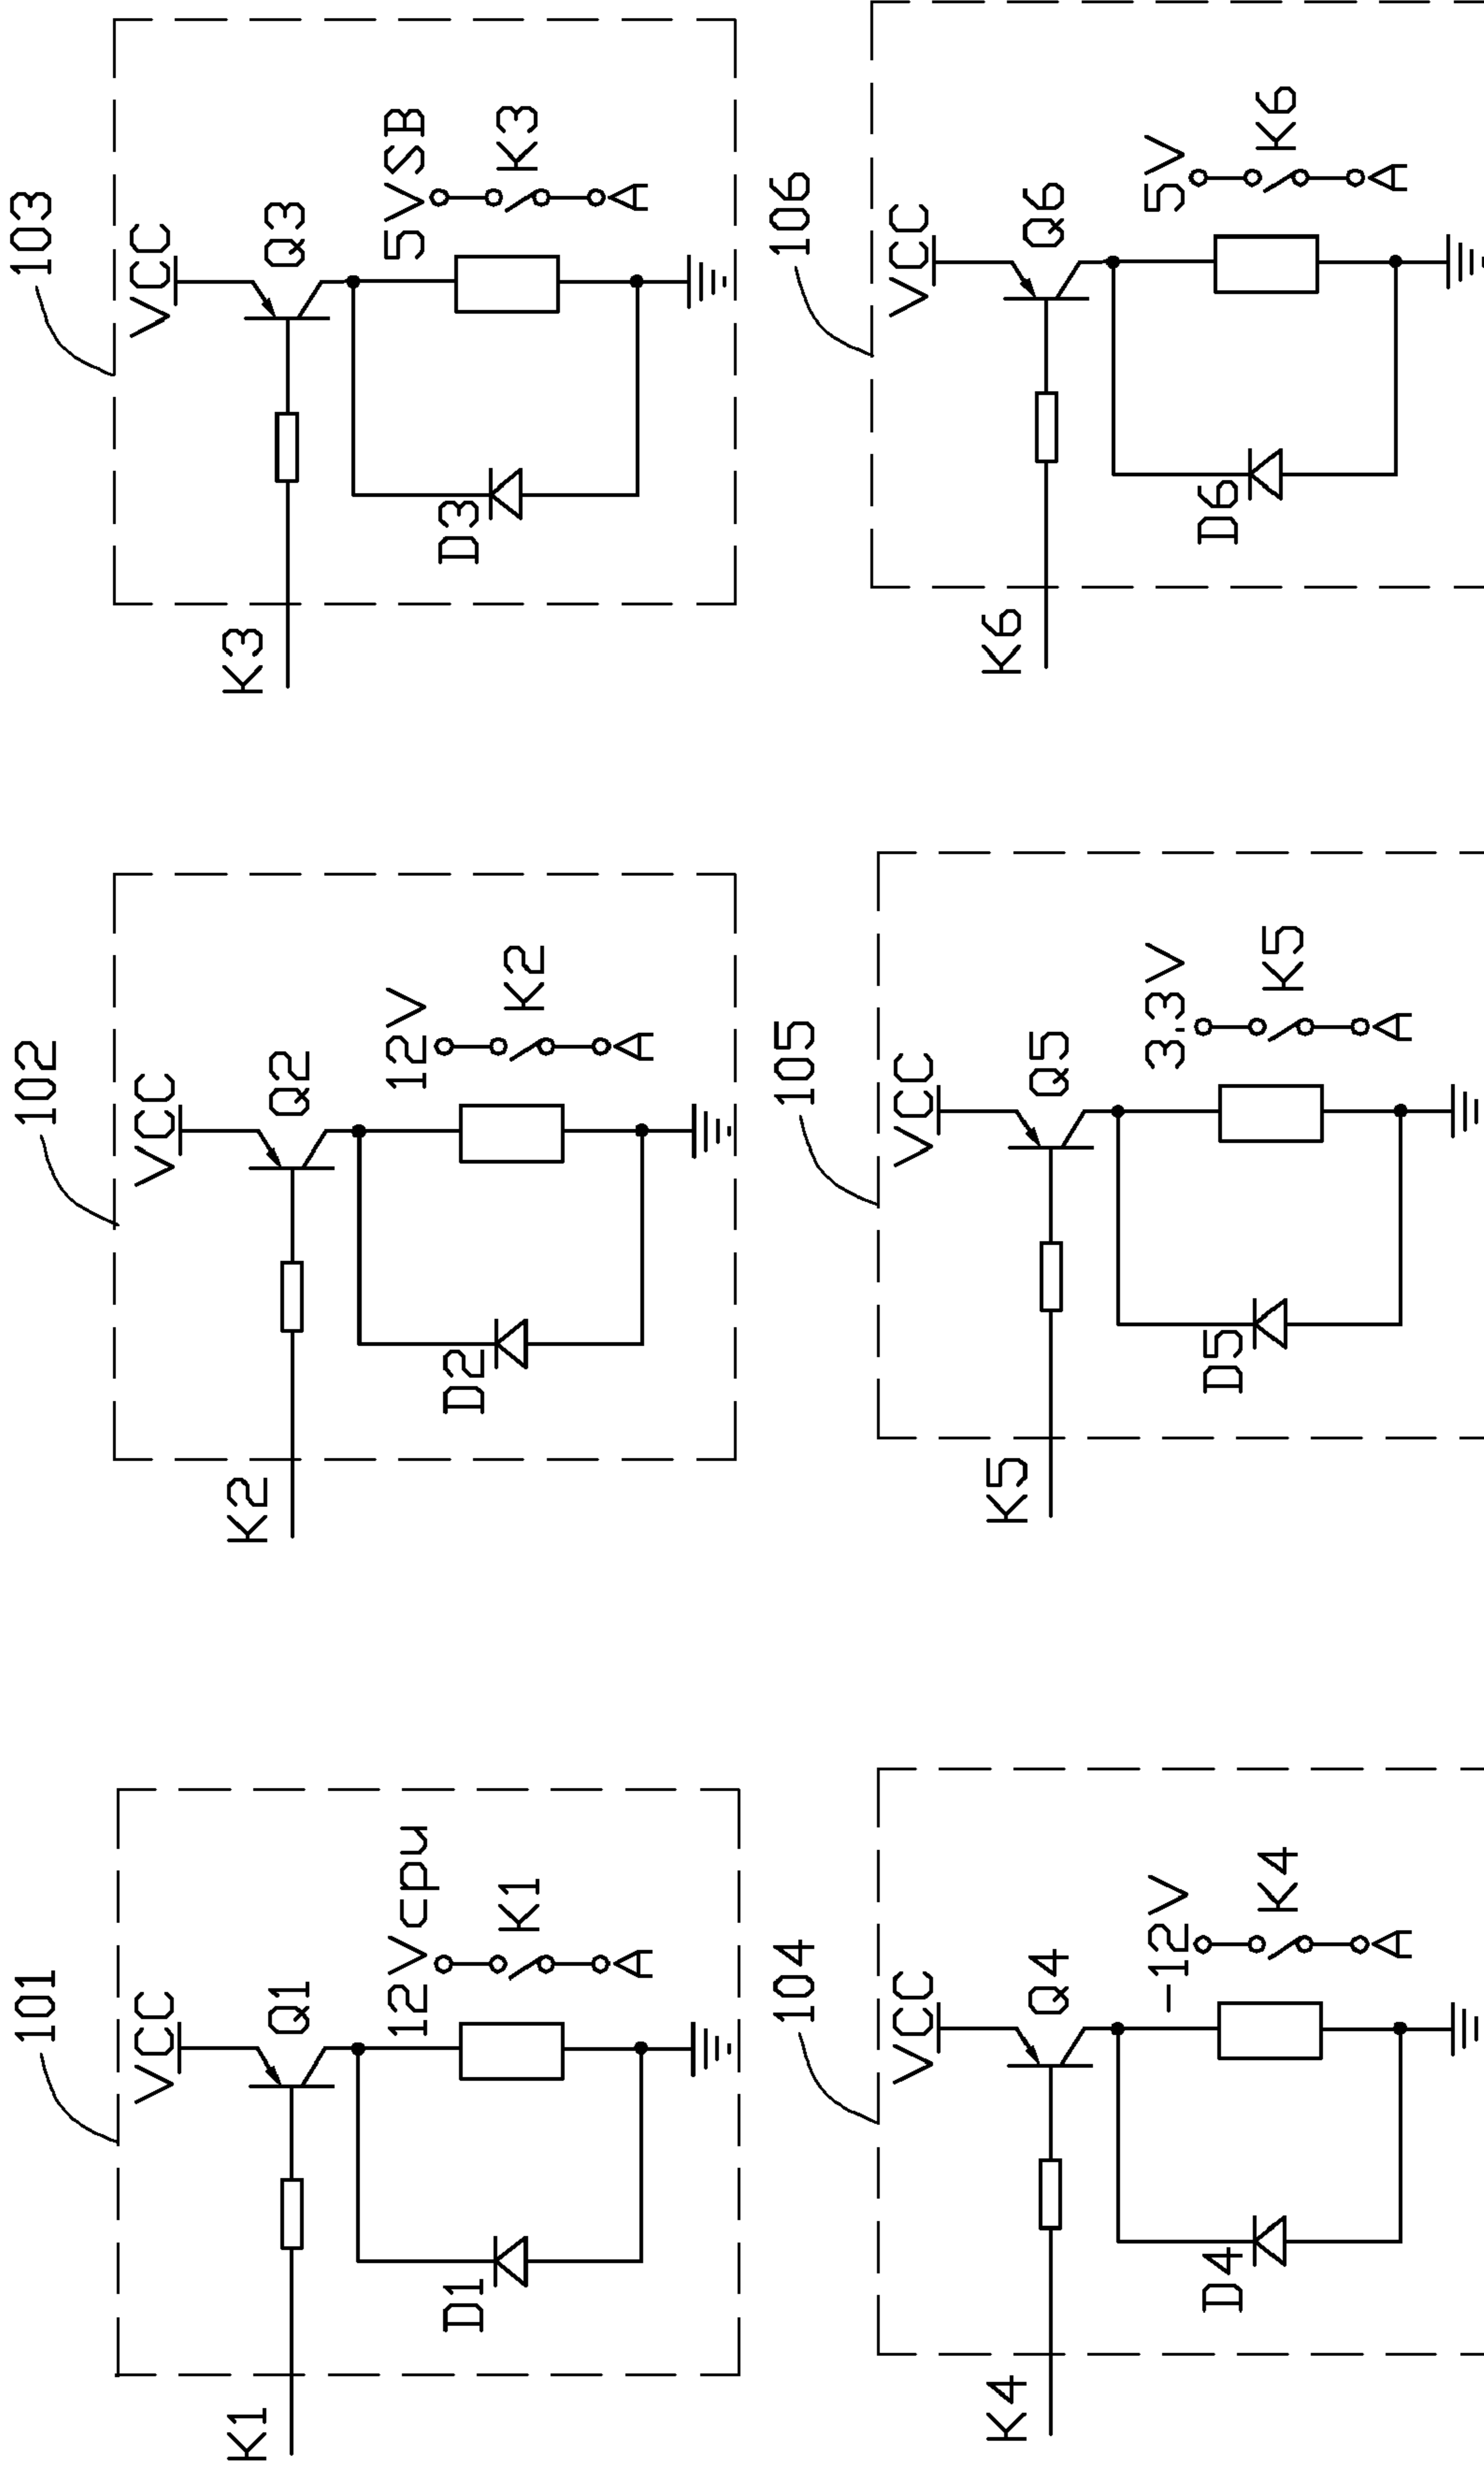 101
VCC
Q1
12Vcpu
K1
A
D1
K1
102
VCC
Q2
12V
K2
A
D2
K2
103
VCC
Q3
5VSB
K3
A
D3
K3
104
VCC
Q4
-12V
K4
A
D4
K4
105
VCC
Q5
3.3V
K5
A
D5
K5
106
VCC
Q6
5V
K6
A
D6
K6